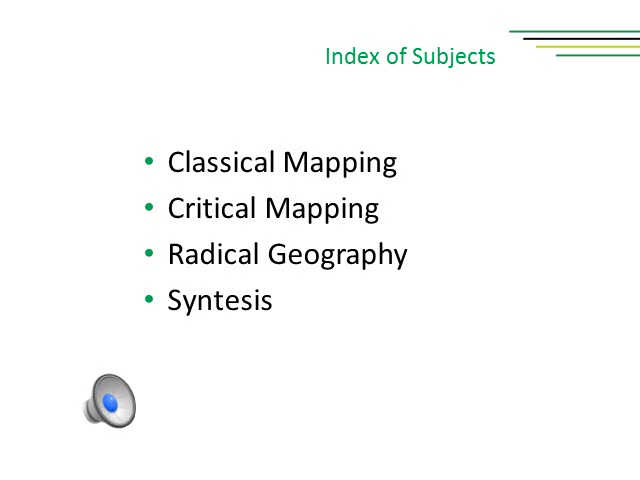 Index of Subjects
• Classical Mapping
• Critical Mapping
• Radical Geography
• Syntesis